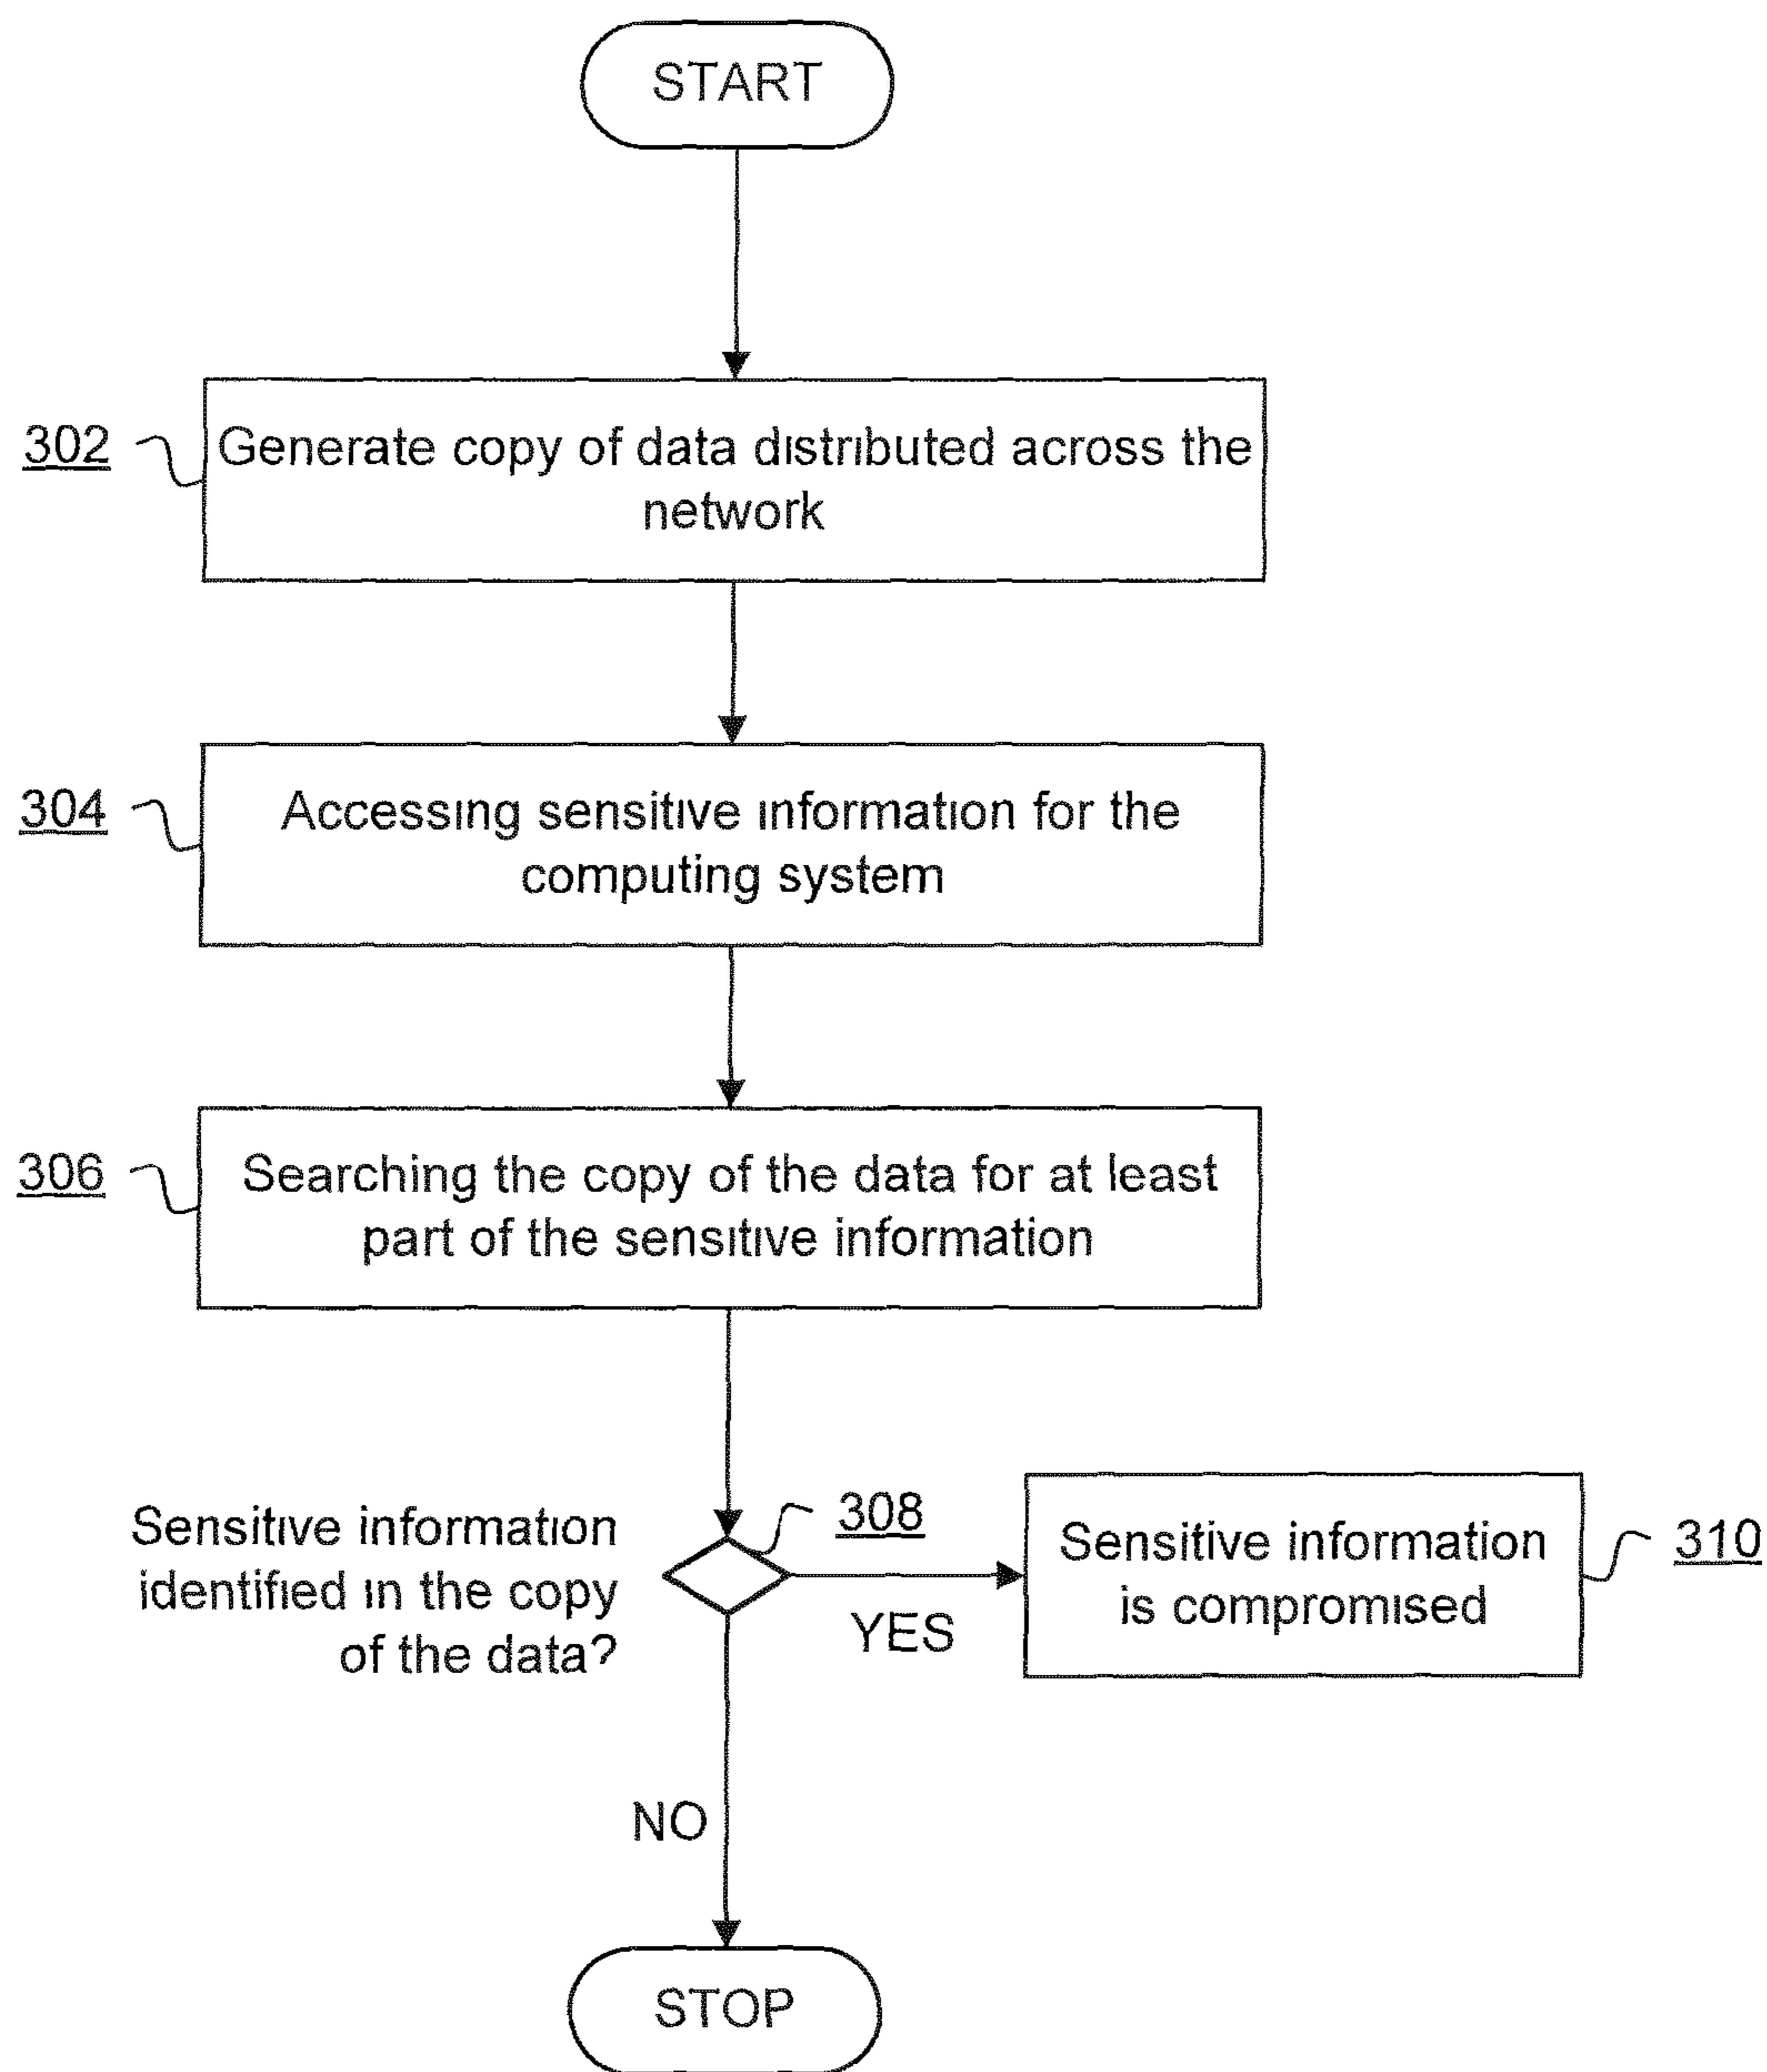 START
302
Generate copy of data distributed across the
network
304
Accessing sensitive information for the
computing system
306
Searching the copy of the data for at least
part of the sensitive information
Sensitive information
identified in the copy
of the data?
308
YES
Sensitive information
is compromised
310
NO
STOP